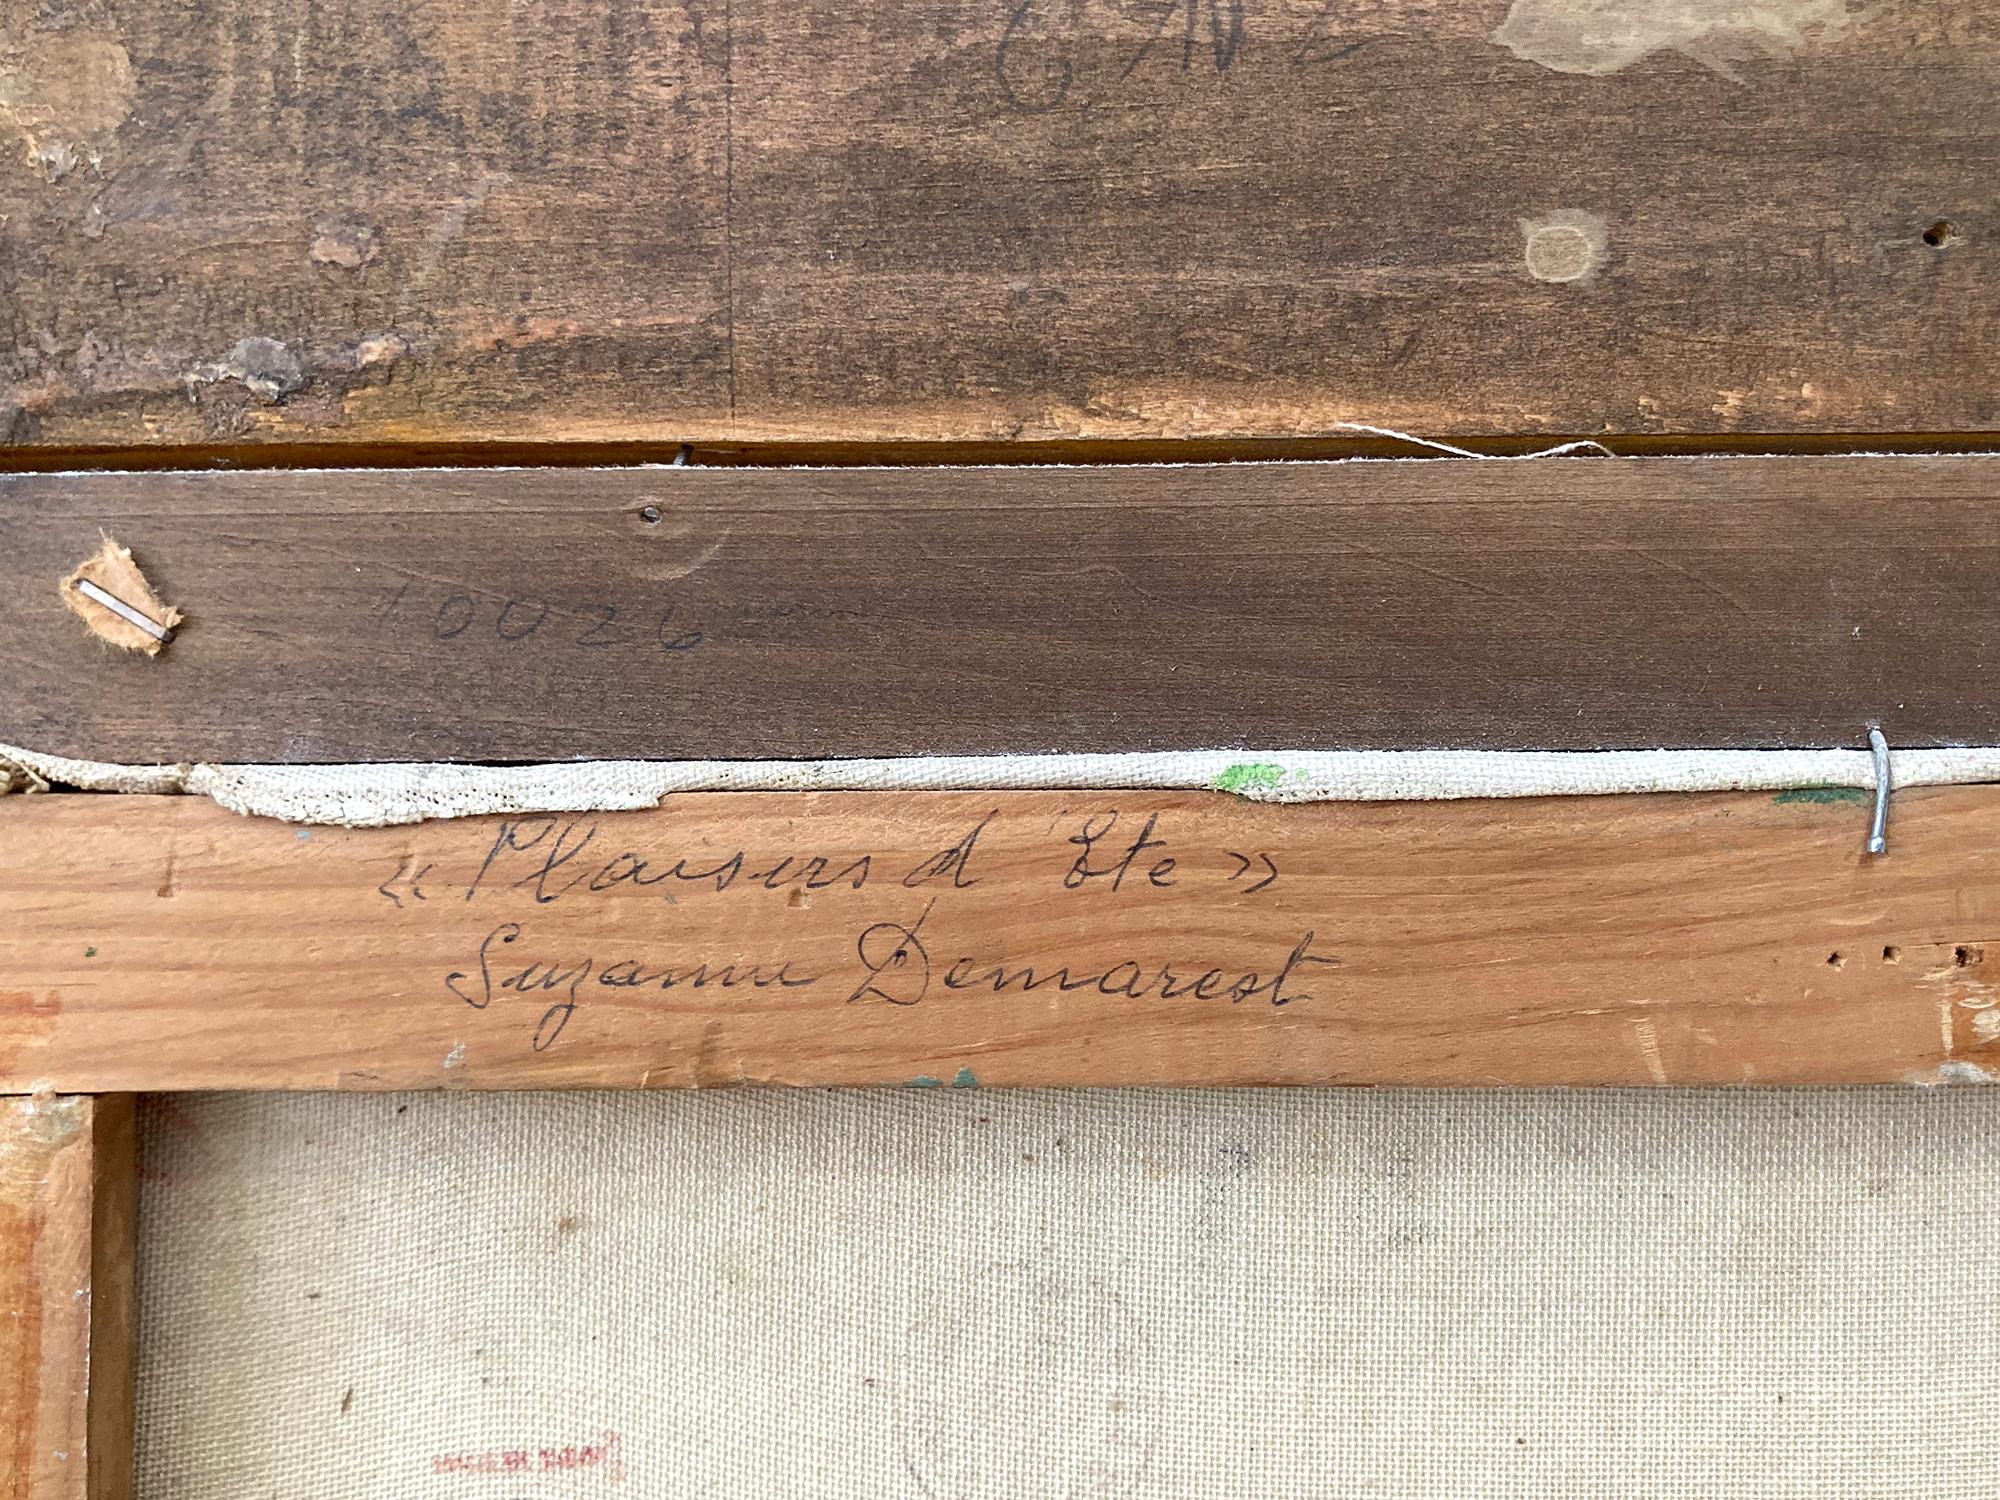 10026
« Plaisirs d'Ete »
Suzanne Demarest